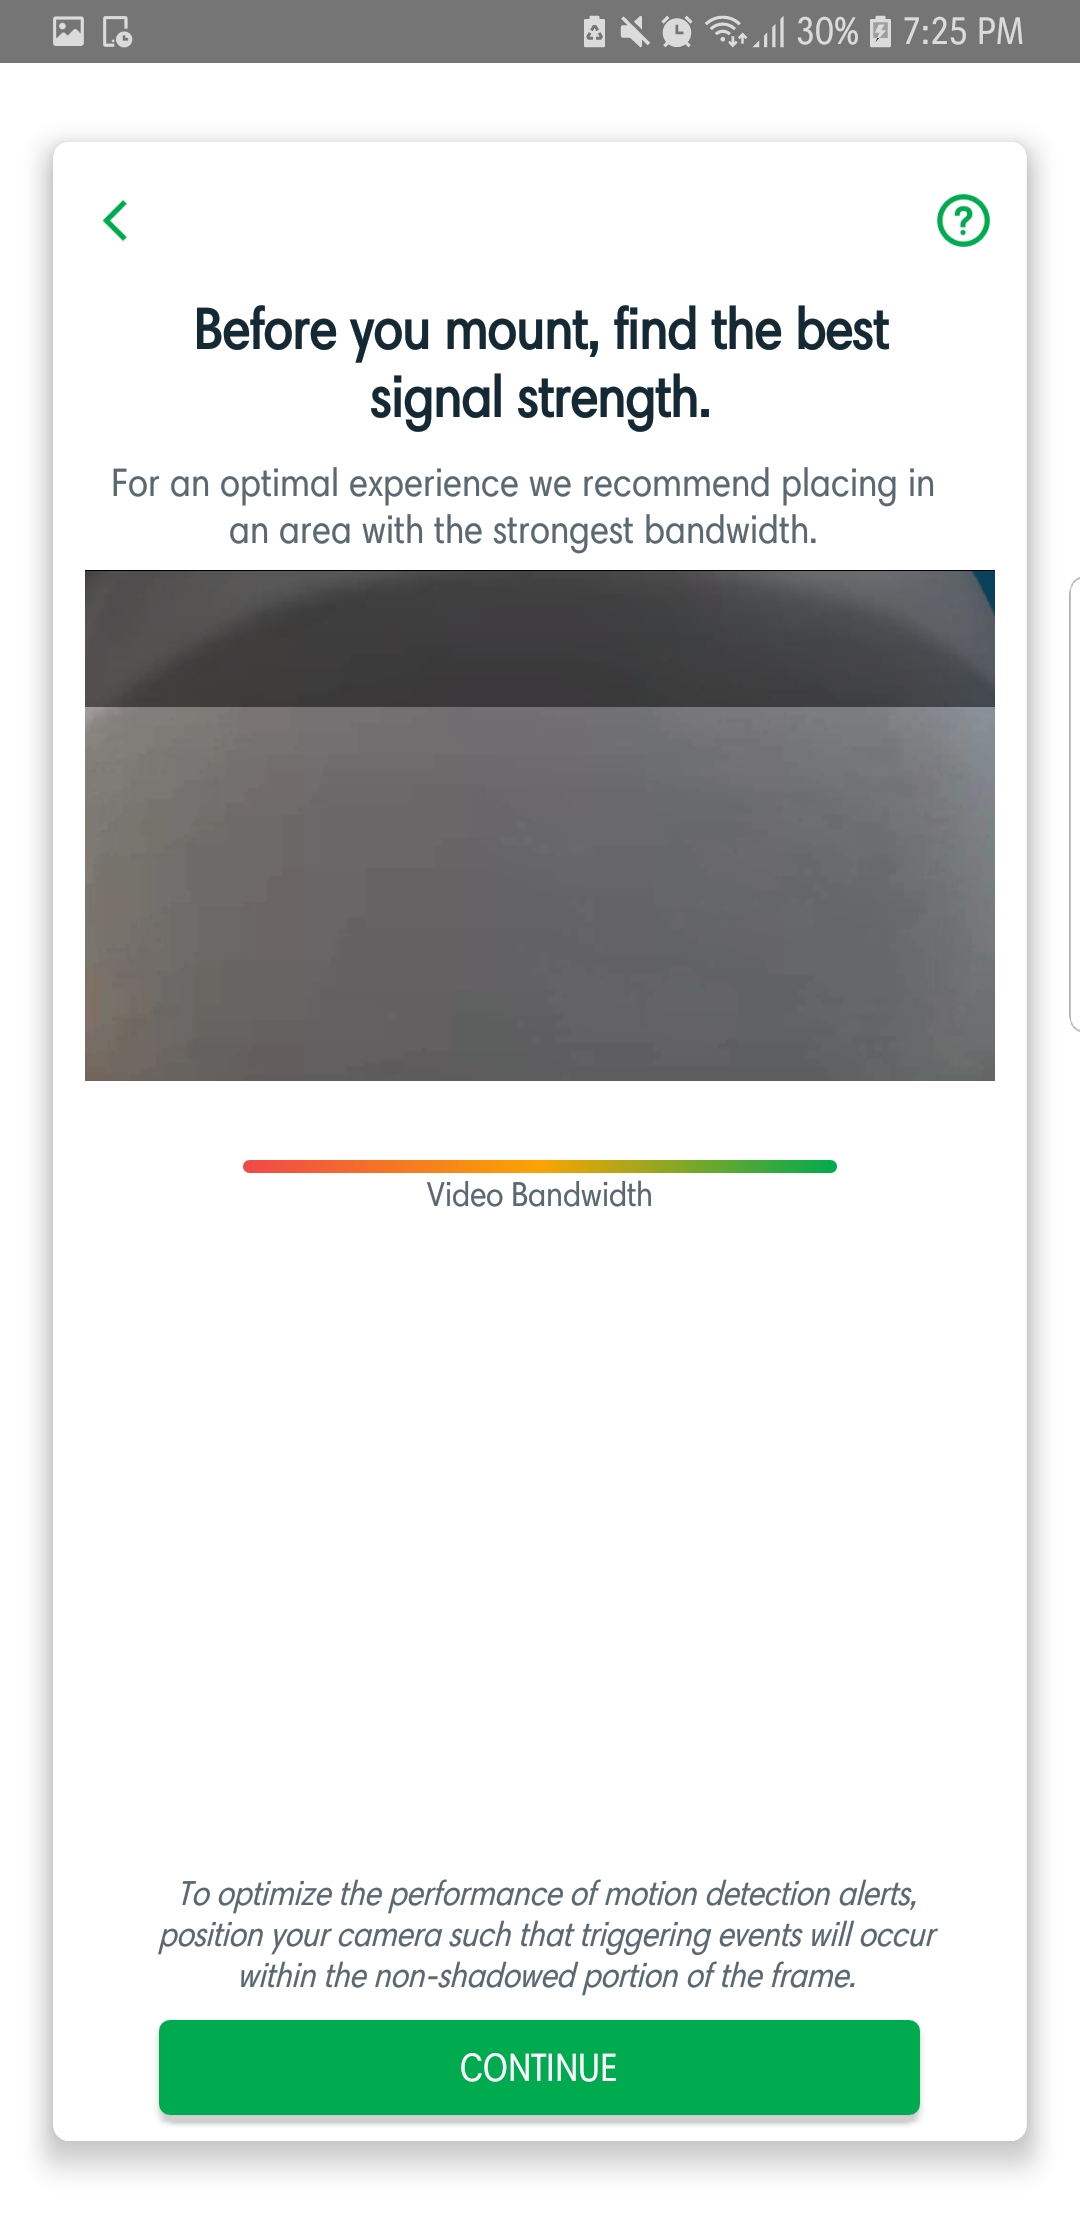 30% 7:25 PM
?
Before you mount, find the best
signal strength.
For an optimal experience we recommend placing in
an area with the strongest bandwidth.
Video Bandwidth
To optimize the performance of motion detection alerts,
position your camera such that triggering events will occur
within the non-shadowed portion of the frame.
CONTINUE